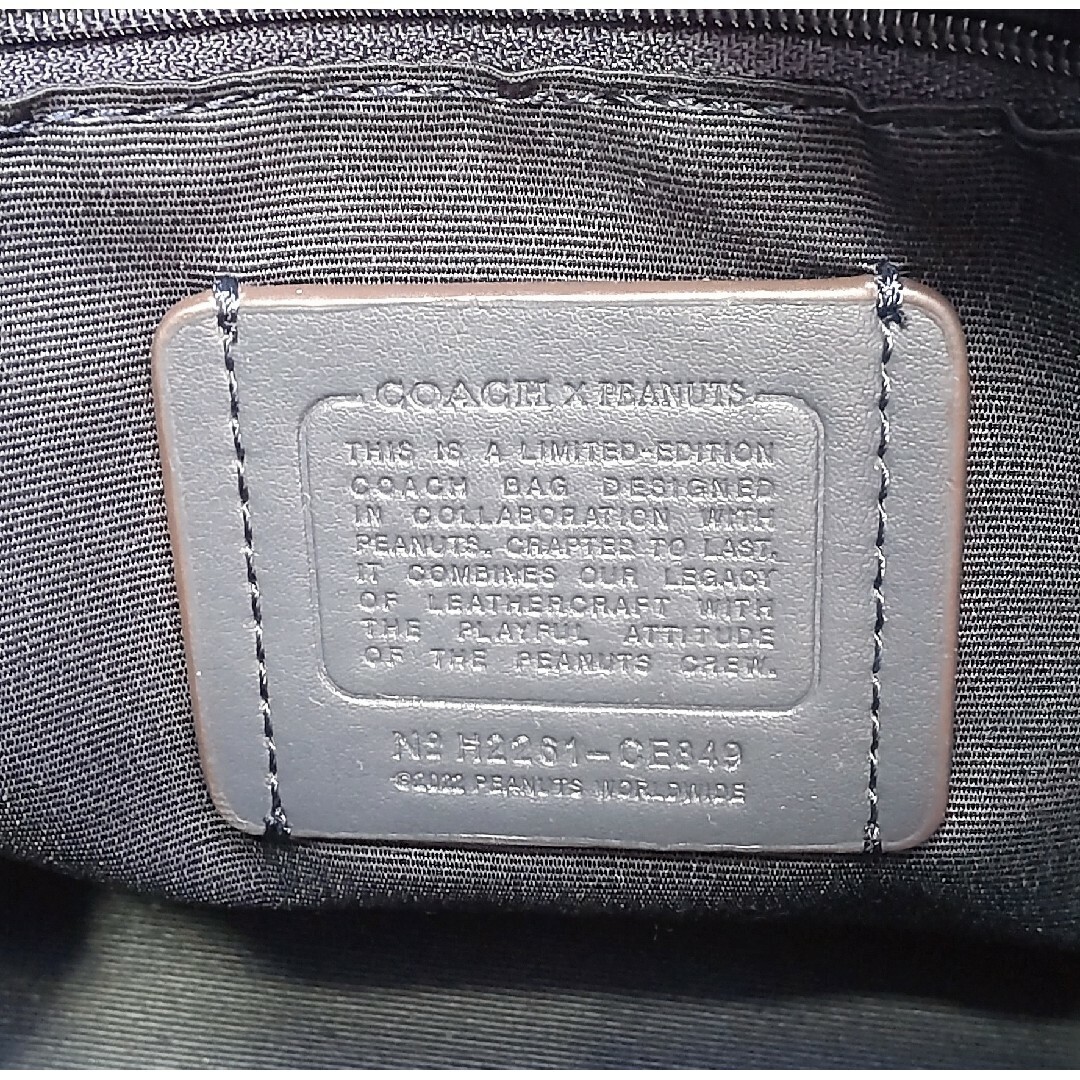 COACH × PEANUTS
THIS IS A LIMITED-EDITION
COACH BAG DESIGNED
IN COLLABORATION WITH
PEANUTS. CRAFTED TO LAST,
IT COMBINES OUR LEGACY
OF LEATHERCRAFT WITH
THE PLAYFUL ATTITUDE
OF THE PEANUTS CREW.
Nº H2261-CE849
©2022 PEANUTS WORLDWIDE